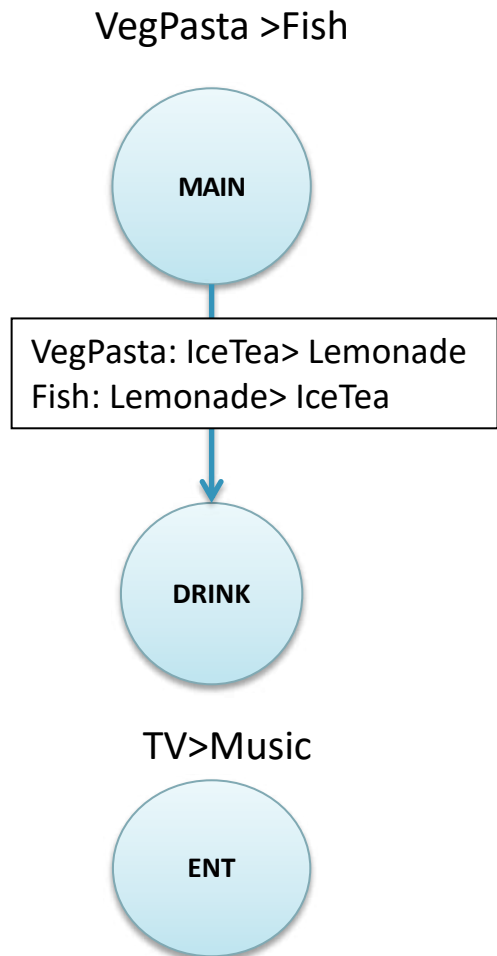 VegPasta >Fish
MAIN
VegPasta: IceTea> Lemonade
Fish: Lemonade> IceTea
DRINK
TV>Music
ENT